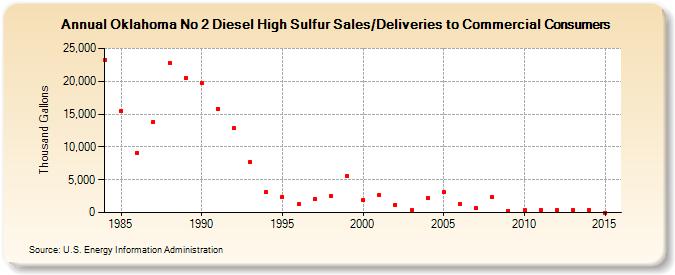 Annual Oklahoma No 2 Diesel High Sulfur Sales/Deliveries to Commercial Consumers
Thousand Gallons
25,000
20,000
15,000
10,000
5,000
0
1985 1990 1995 2000 2005 2010 2015
Source: U.S. Energy Information Administration